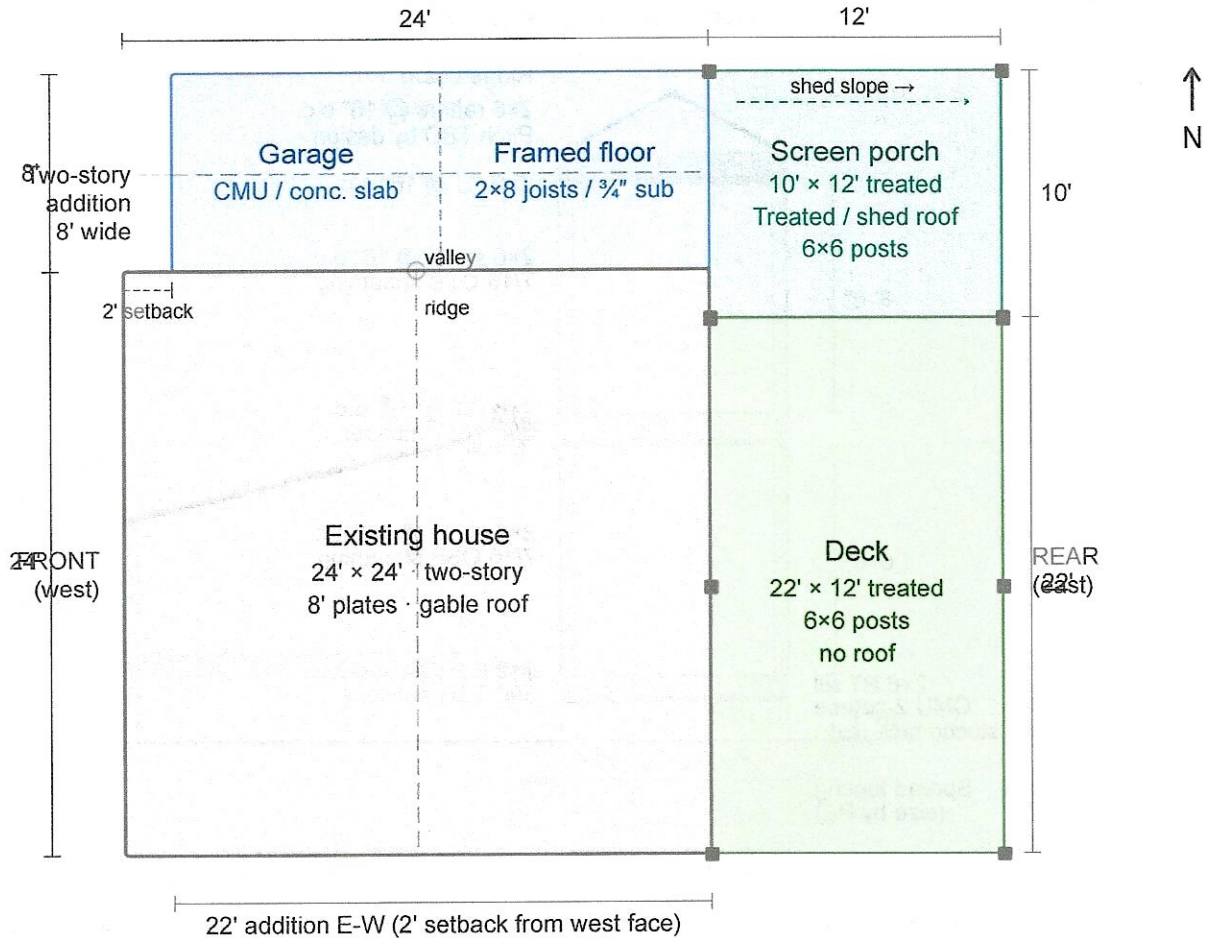 24'
12'
N
shed slope →
Garage
CMU / conc. slab
Framed floor
2×8 joists / ¾" sub
Screen porch
10' × 12' treated
Treated / shed roof
6×6 posts
10'
8'
Two-story
addition
8' wide
valley
2' setback
ridge
Existing house
24' × 24' · two-story
8' plates · gable roof
Deck
22' × 12' treated
6×6 posts
no roof
24'
FRONT
(west)
REAR
(east)
22'
22' addition E-W (2' setback from west face)